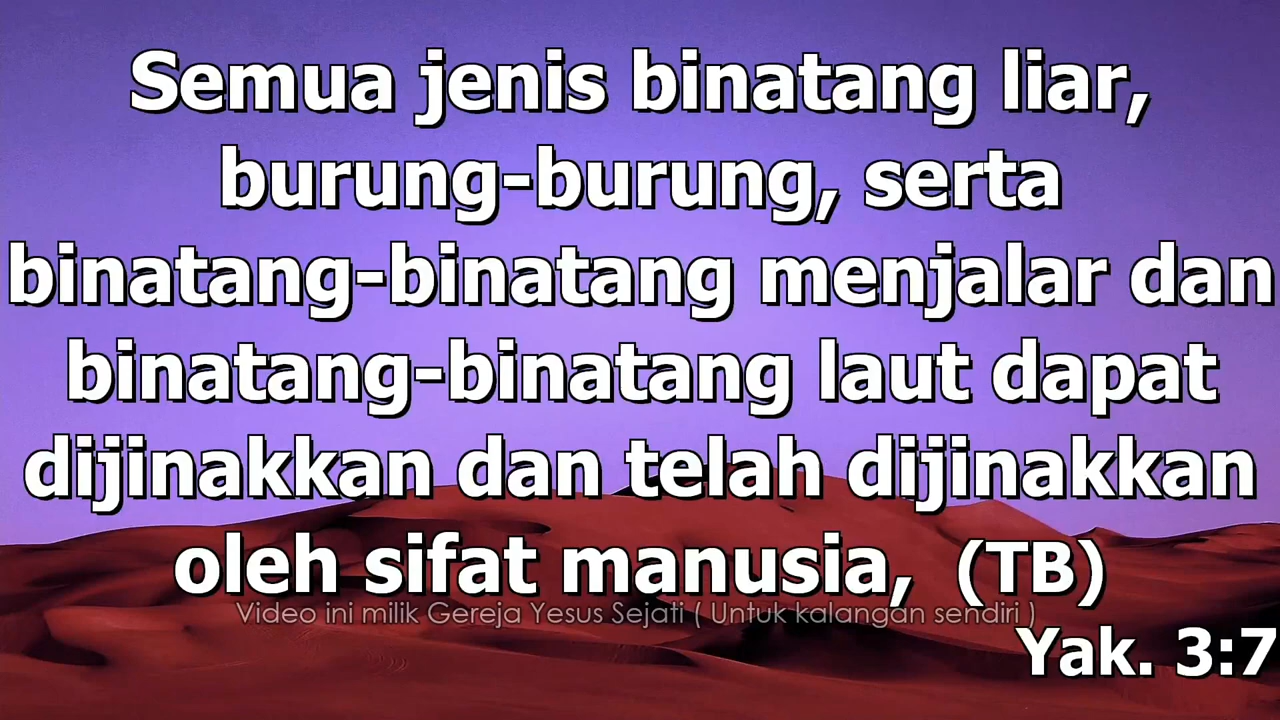 Semua jenis binatang liar,
burung-burung, serta
binatang-binatang menjalar dan
binatang-binatang laut dapat
dijinakkan dan telah dijinakkan
oleh sifat manusia, (TB)
Video ini milik Gereja Yesus Sejati ( Untuk kalangan sendiri )
Yak. 3:7